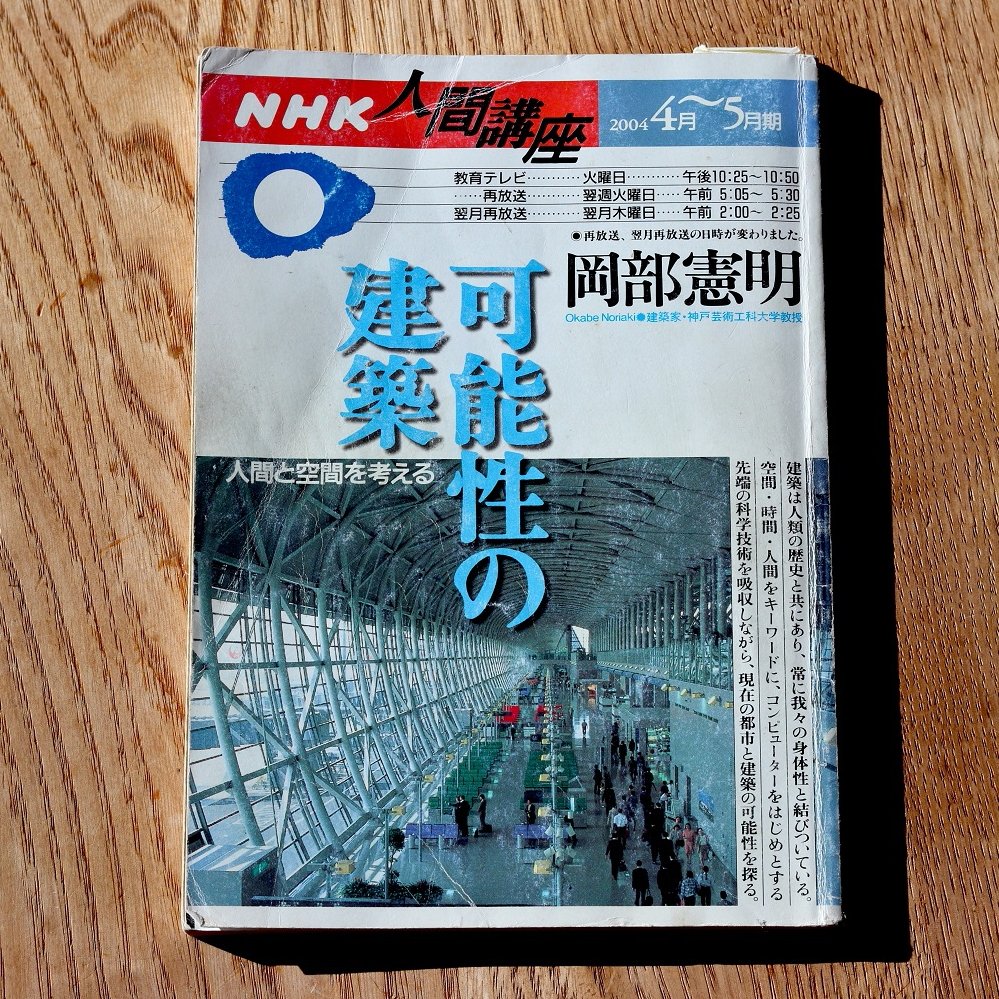 NHK人間講座
2004 4月〜5月期
教育テレビ…………火曜日…………午後10:25〜10:50
……再放送…………翌週火曜日……午前 5:05〜 5:30
翌月再放送…………翌月木曜日……午前 2:00〜 2:25
●再放送、翌月再放送の日時が変わりました。
岡部憲明
Okabe Noriaki●建築家・神戸芸術工科大学教授
可能性の
建築
人間と空間を考える
建築は人類の歴史と共にあり、常に我々の身体性と結びついている。
空間・時間・人間をキーワードに、コンピューターをはじめとする
先端の科学技術を吸収しながら、現在の都市と建築の可能性を探る。